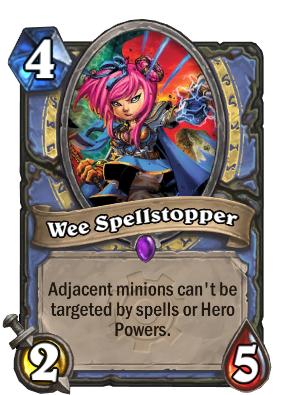 4
Wee Spellstopper
Adjacent minions can't be
targeted by spells or Hero
Powers.
2
5